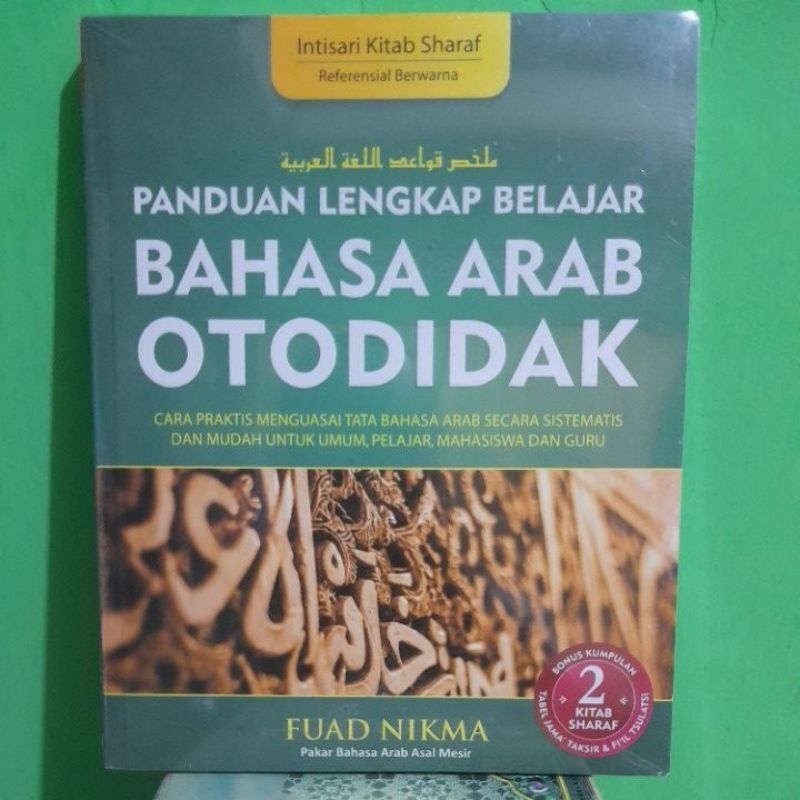 Intisari Kitab Sharaf
Referensial Berwarna
ملخص قواعد اللغة العربية
PANDUAN LENGKAP BELAJAR
BAHASA ARAB
OTODIDAK
CARA PRAKTIS MENGUASAI TATA BAHASA ARAB SECARA SISTEMATIS
DAN MUDAH UNTUK UMUM, PELAJAR, MAHASISWA DAN GURU
BONUS KUMPULAN
2
KITAB
SHARAF
TABEL JAMA' TAKSIR & FI'IL TSULATSI
FUAD NIKMA
Pakar Bahasa Arab Asal Mesir